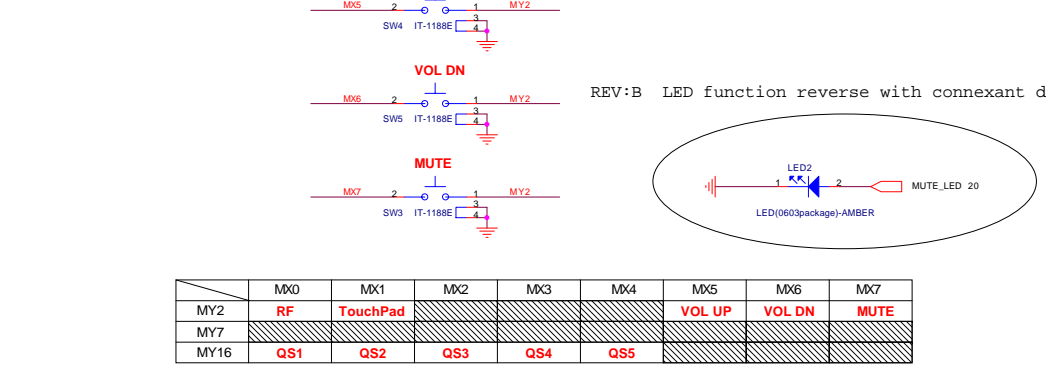 MX5 2 1 MY2
3
SW4 IT-1188E 4
VOL DN
REV:B LED function reverse with connexant d
MX6 2 1 MY2
3
SW5 IT-1188E 4
MUTE
LED2
1 2 MUTE_LED 20
LED(0603package)-AMBER
MX7 2 1 MY2
3
SW3 IT-1188E 4
MX0 MX1 MX2 MX3 MX4 MX5 MX6 MX7
MY2 RF TouchPad VOL UP VOL DN MUTE
MY7
MY16 QS1 QS2 QS3 QS4 QS5